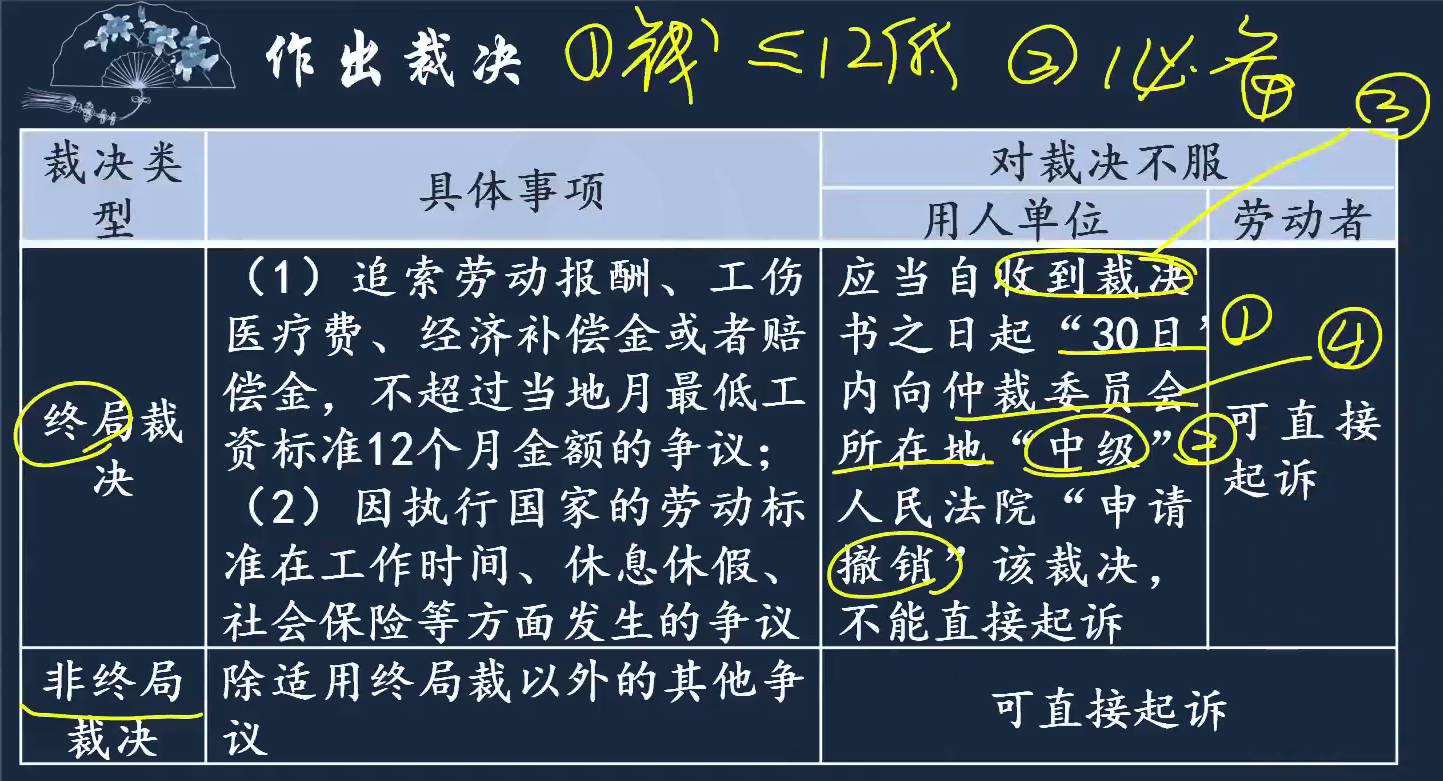 作出裁决 ①钱 ≤12低 ②
③
裁决类型
具体事项
对裁决不服
用人单位
劳动者
终局裁决
（1）追索劳动报酬、工伤
医疗费、经济补偿金或者赔
偿金，不超过当地月最低工
资标准12个月金额的争议；
（2）因执行国家的劳动标
准在工作时间、休息休假、
社会保险等方面发生的争议
应当自收到裁决
书之日起“30日” ①
内向仲裁委员会 ④
所在地“中级” ②
人民法院“申请
撤销”该裁决，
不能直接起诉
可直接
起诉
非终局
裁决
除适用终局裁以外的其他争
议
可直接起诉